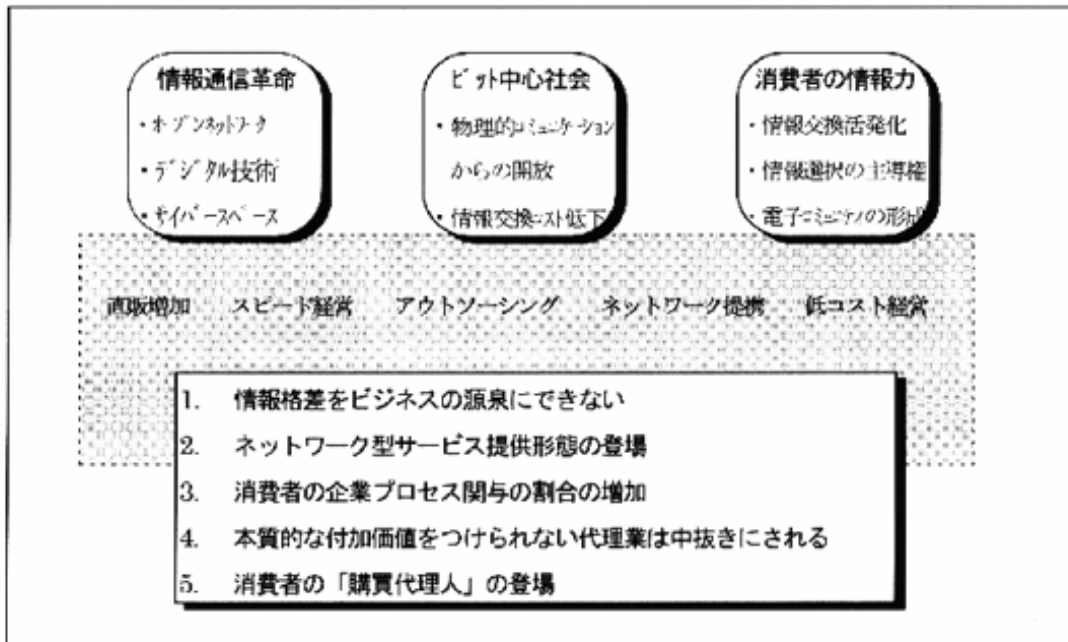 情報通信革命
・オープンネットワーク
・デジタル技術
・サイバースペース
ビット中心社会
・物理的コミュニケーション
からの開放
・情報交換コスト低下
消費者の情報力
・情報交換活発化
・情報選択の主導権
・電子コミュニティの形成
直販増加 スピード経営 アウトソーシング ネットワーク提携 低コスト経営
1. 情報格差をビジネスの源泉にできない
2. ネットワーク型サービス提供形態の登場
3. 消費者の企業プロセス関与の割合の増加
4. 本質的な付加価値をつけられない代理業は中抜きにされる
5. 消費者の「購買代理人」の登場